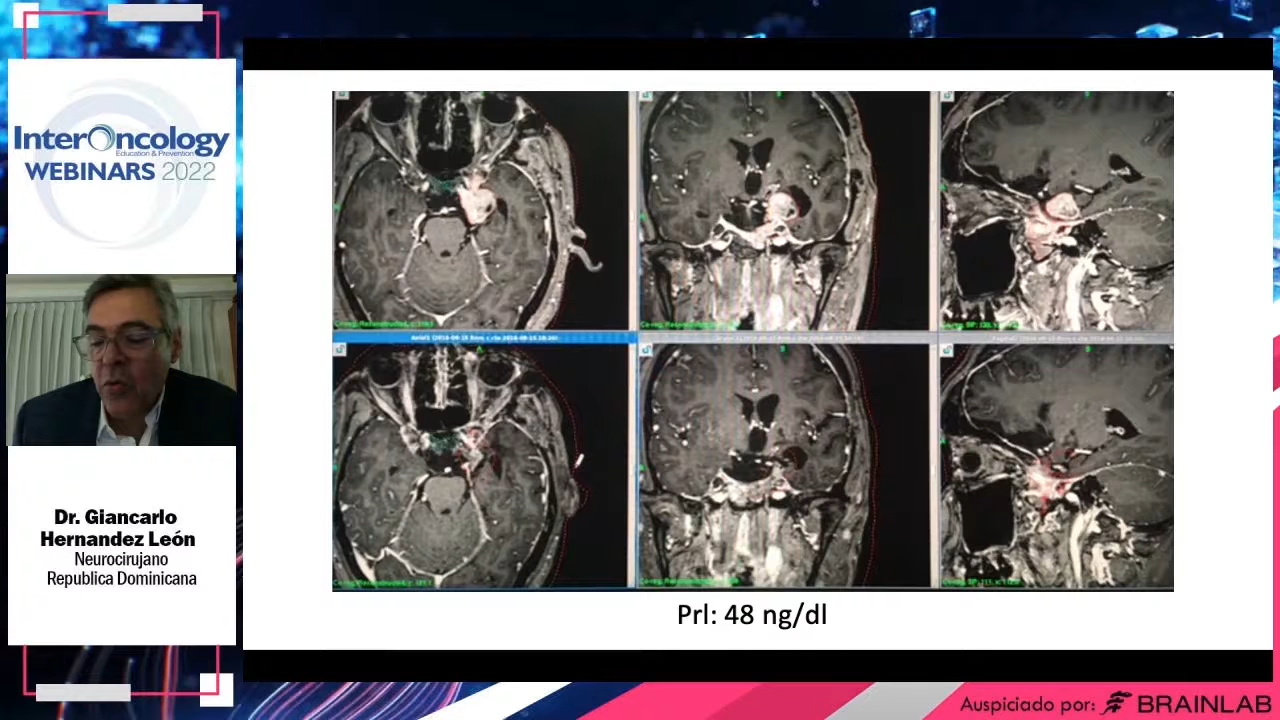 InterOncology
Education & Prevention
WEBINARS 2022
Dr. Giancarlo
Hernandez León
Neurocirujano
Republica Dominicana
Prl: 48 ng/dl
Auspiciado por: BRAINLAB